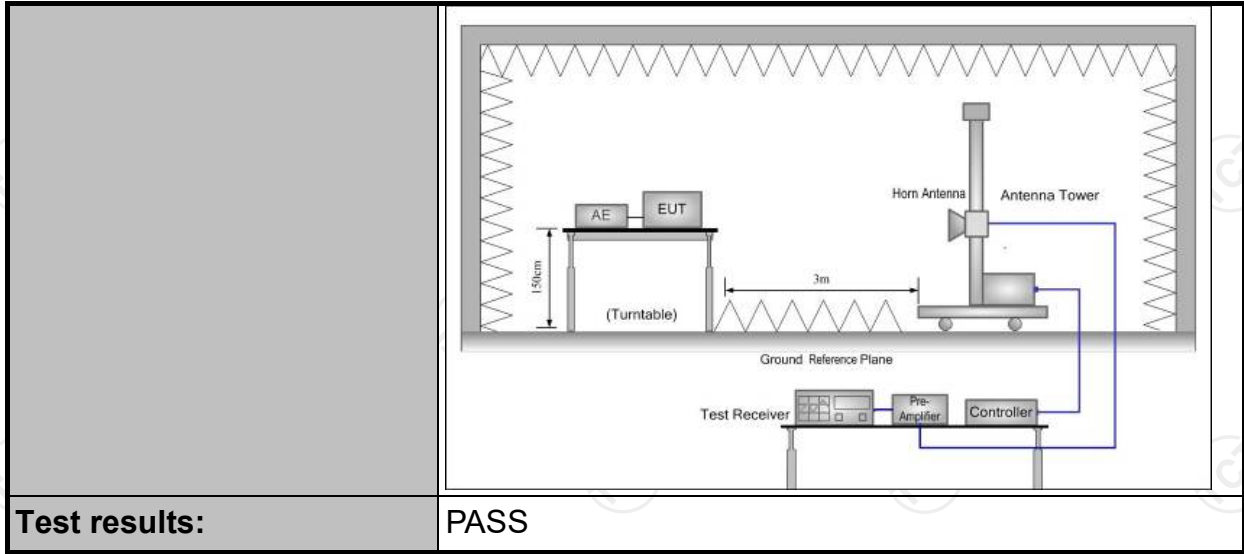 Horn Antenna
Antenna Tower
AE
EUT
150cm
3m
(Turntable)
Ground Reference Plane
Test Receiver
Pre-
Amplifier
Controller
Test results:
PASS